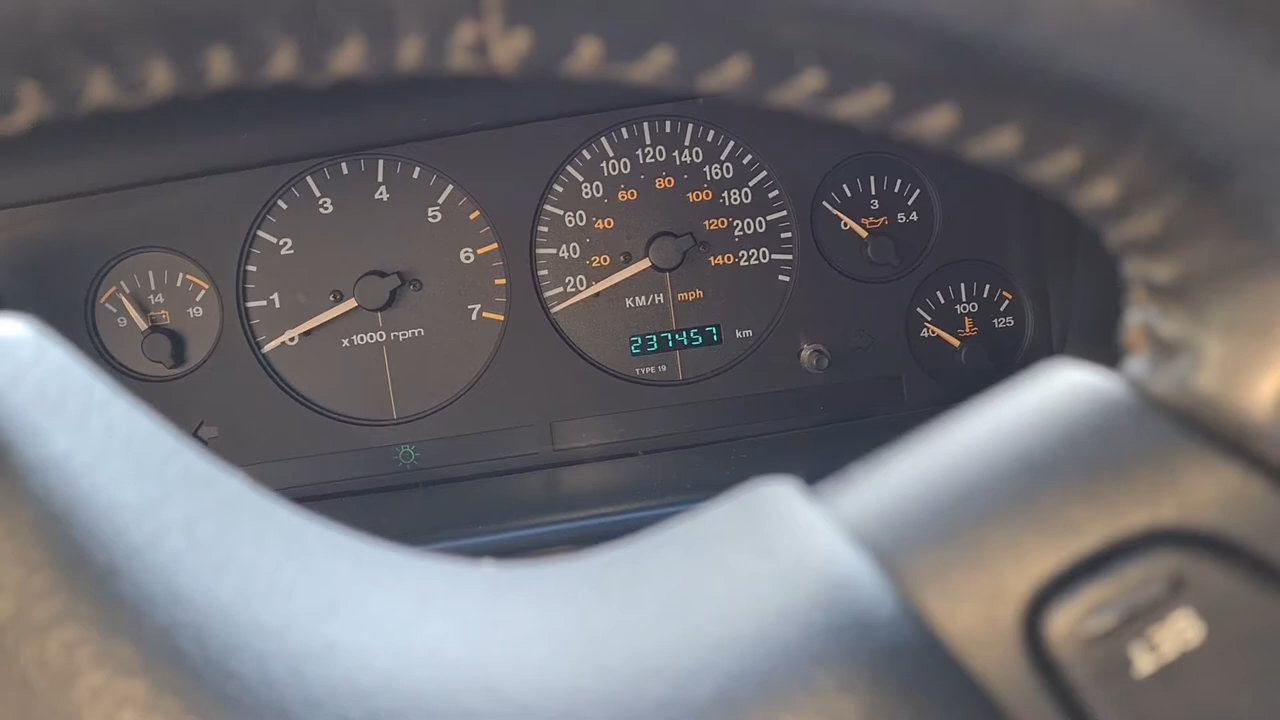 9 14 19
0 1 2 3 4 5 6 7
x1000 rpm
20 40 60 80 100 120 140 160 180 200 220
20 40 60 80 100 120 140
KM/H mph
237457 km
TYPE 19
0 3 5.4
40 100 125